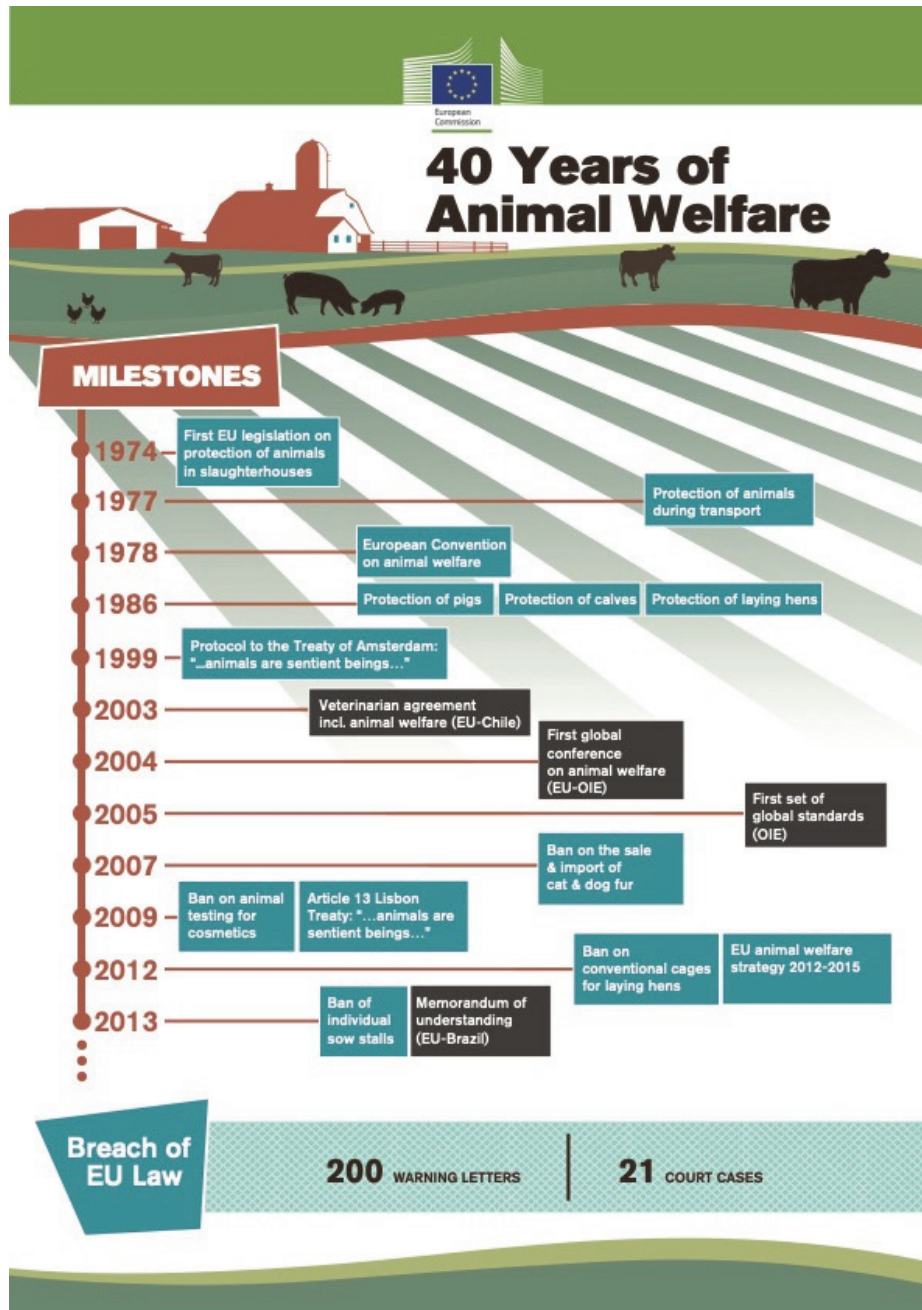 European
Commission
40 Years of
Animal Welfare
MILESTONES
1974
First EU legislation on
protection of animals
in slaughterhouses
1977
Protection of animals
during transport
1978
European Convention
on animal welfare
1986
Protection of pigs
Protection of calves
Protection of laying hens
1999
Protocol to the Treaty of Amsterdam:
“...animals are sentient beings...”
2003
Veterinarian agreement
incl. animal welfare (EU-Chile)
2004
First global
conference
on animal welfare
(EU-OIE)
2005
First set of
global standards
(OIE)
2007
Ban on the sale
& import of
cat & dog fur
2009
Ban on animal
testing for
cosmetics
Article 13 Lisbon
Treaty: “...animals are
sentient beings...”
2012
Ban on
conventional cages
for laying hens
EU animal welfare
strategy 2012-2015
2013
Ban of
individual
sow stalls
Memorandum of
understanding
(EU-Brazil)
Breach of
EU Law
200 WARNING LETTERS
21 COURT CASES